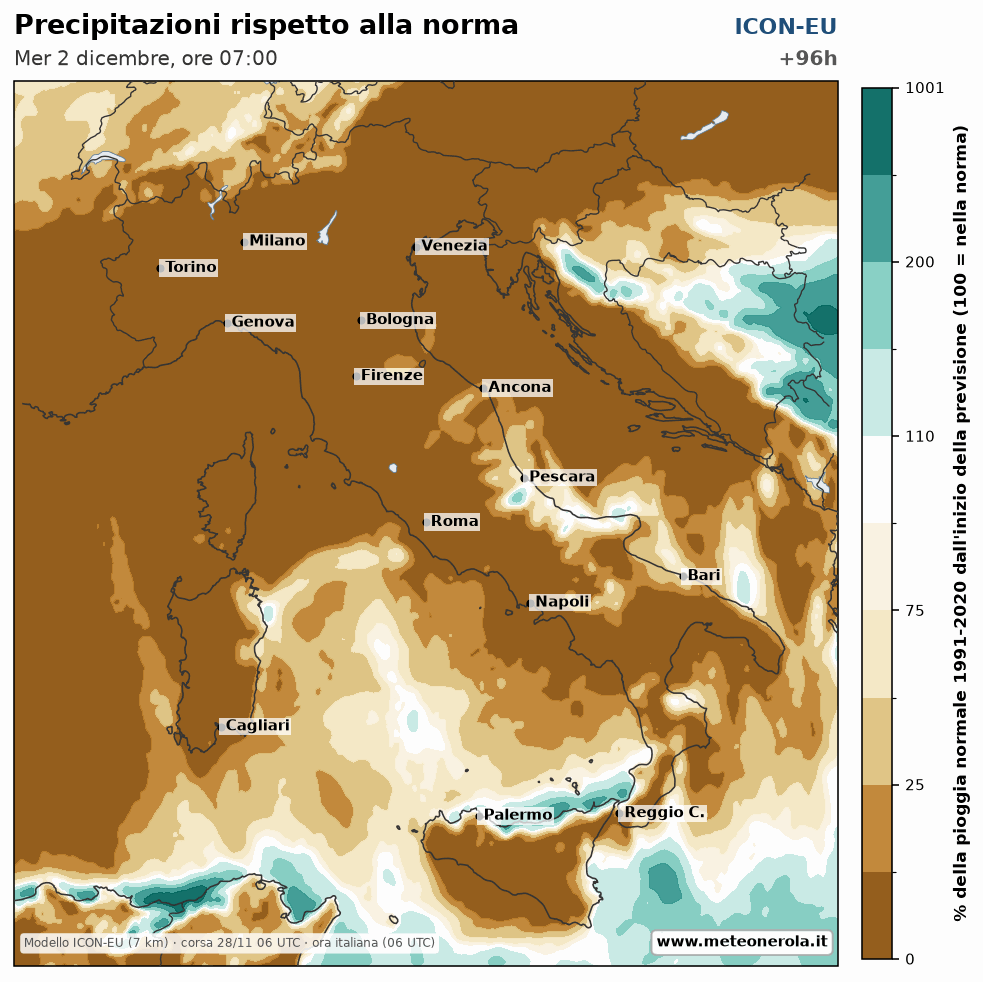 Precipitazioni rispetto alla norma
ICON-EU
Mer 2 dicembre, ore 07:00
+96h
Milano
Venezia
Torino
Genova
Bologna
Firenze
Ancona
Pescara
Roma
Bari
Napoli
Cagliari
Palermo
Reggio C.
Modello ICON-EU (7 km) · corsa 28/11 06 UTC · ora italiana (06 UTC)
www.meteonerola.it
1001
200
110
75
25
0
% della pioggia normale 1991-2020 dall'inizio della previsione (100 = nella norma)